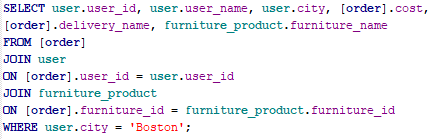 SELECT user.user_id, user.user_name, user.city, [order].cost,
[order].delivery_name, furniture_product.furniture_name
FROM [order]
JOIN user
ON [order].user_id = user.user_id
JOIN furniture_product
ON [order].furniture_id = furniture_product.furniture_id
WHERE user.city = 'Boston';